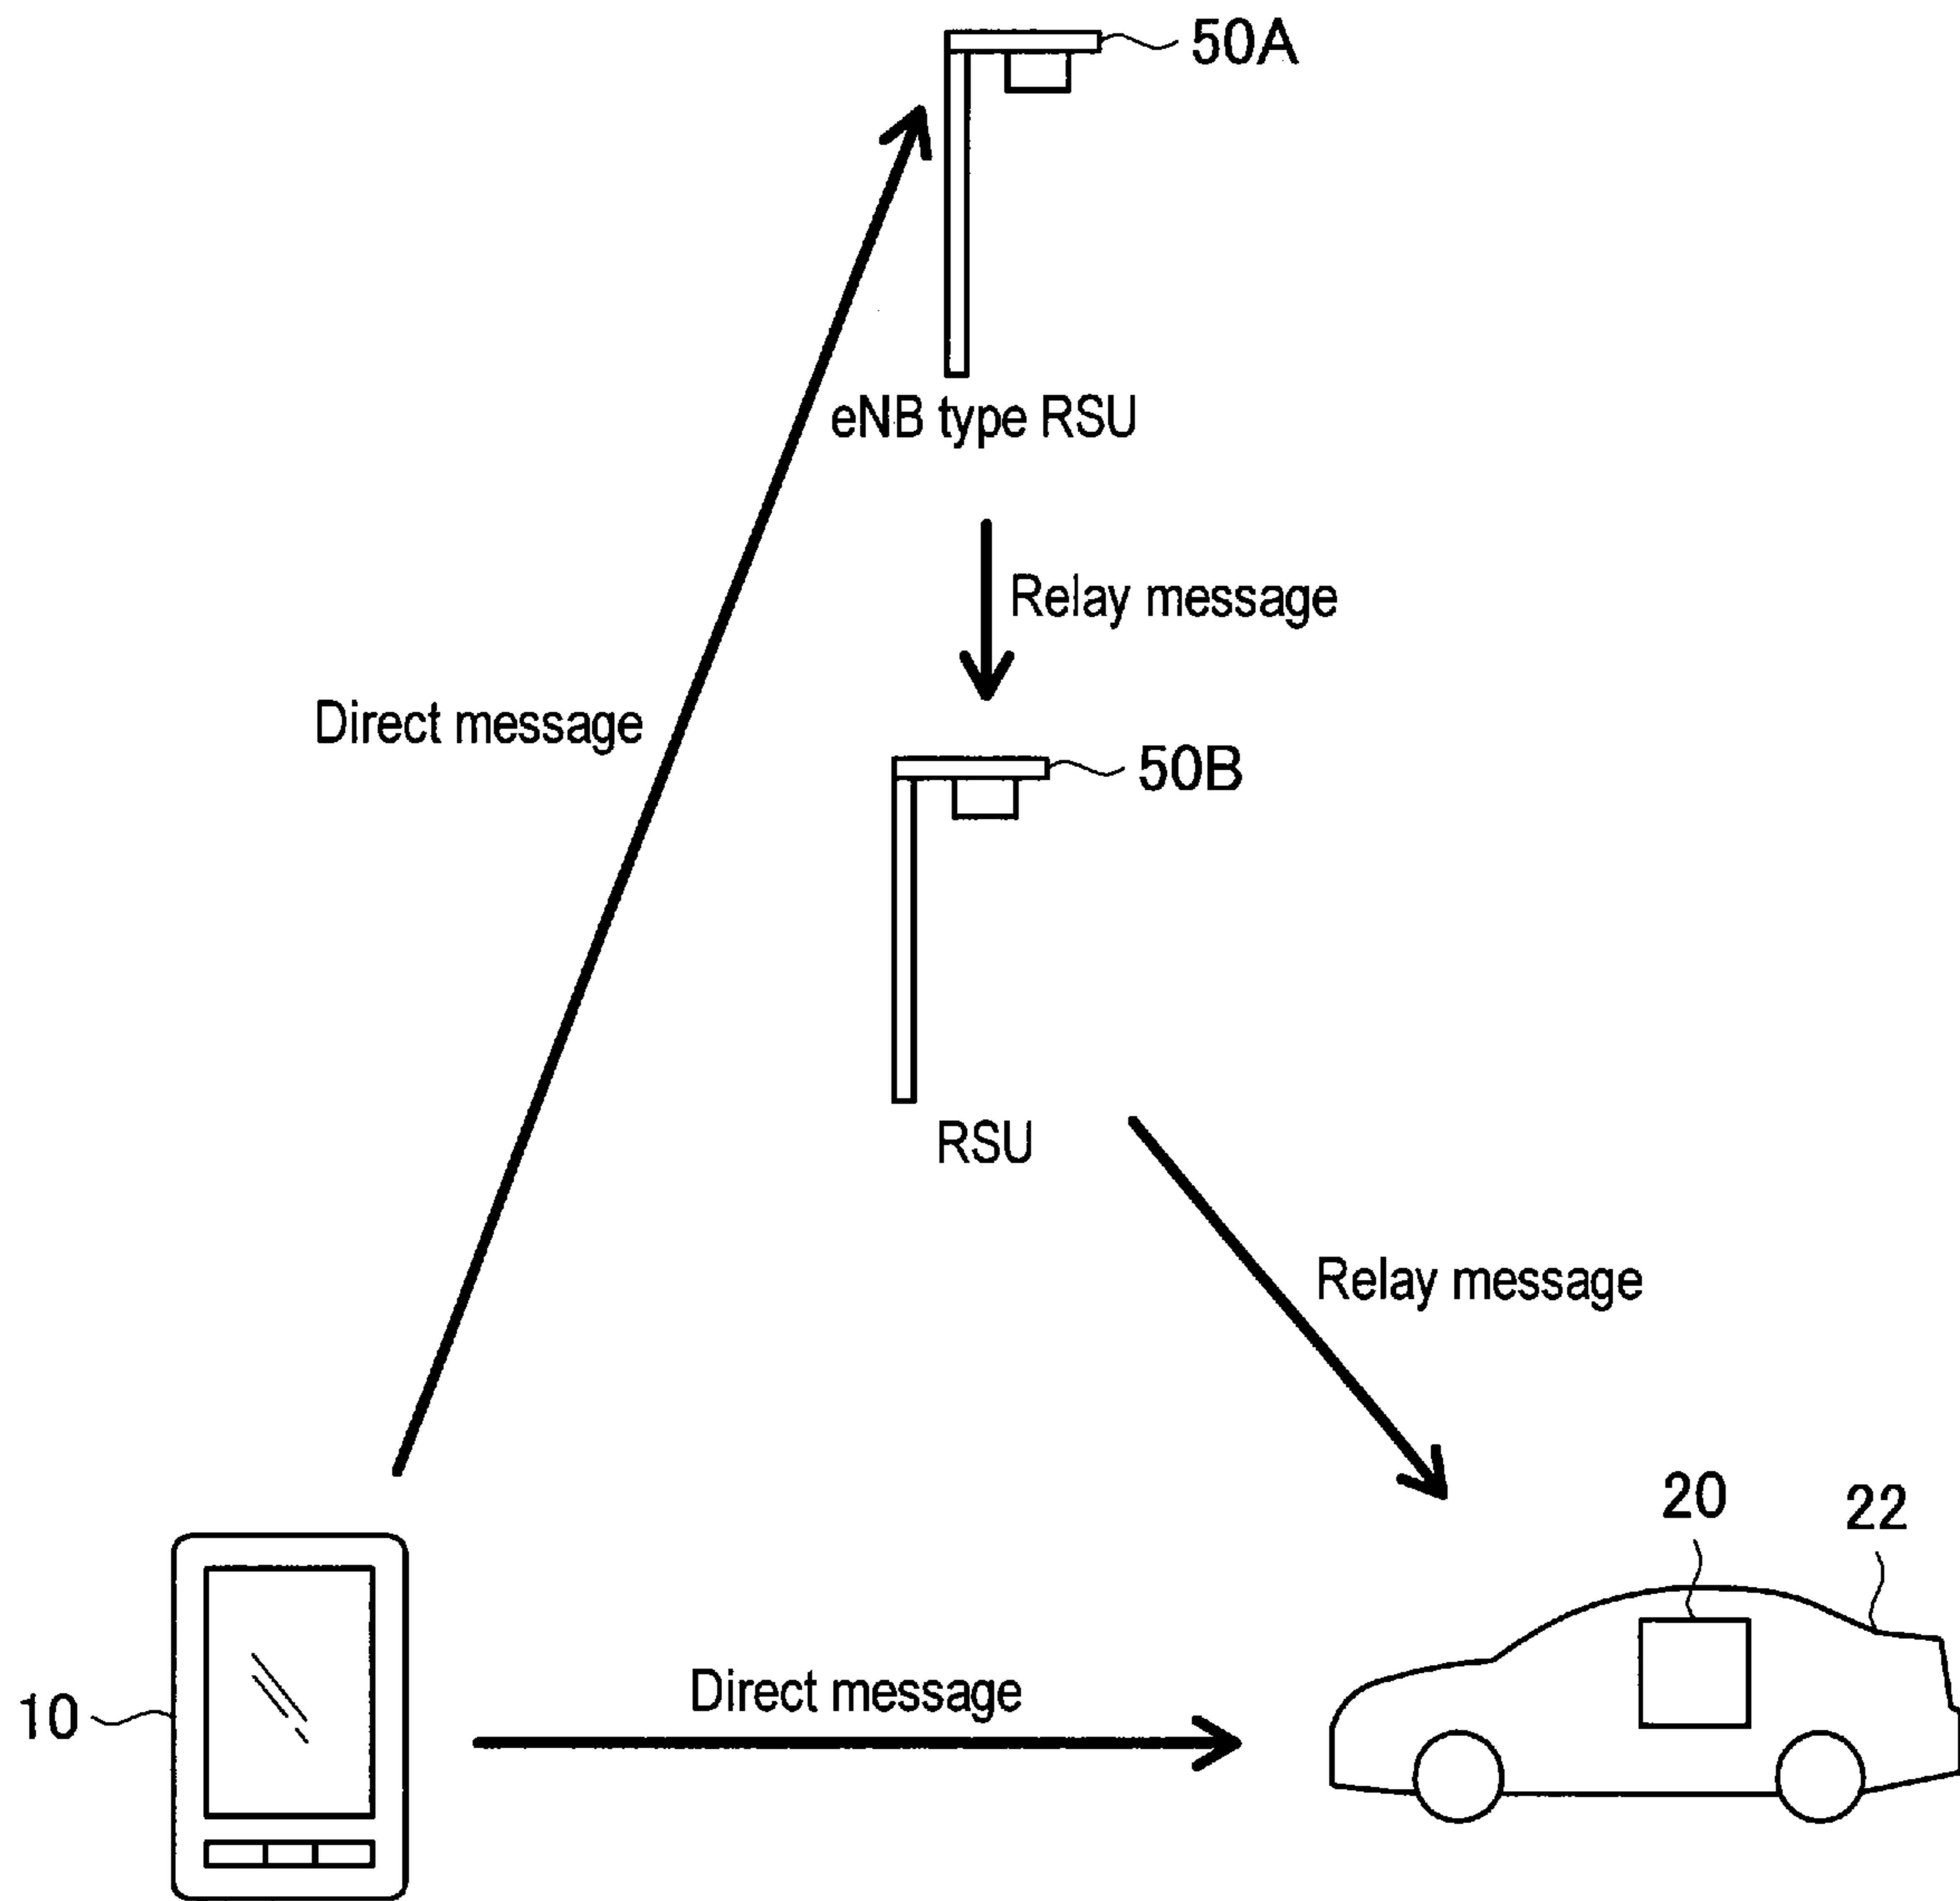 50A
eNB type RSU
Relay message
Direct message
50B
RSU
Relay message
20
22
Direct message
10